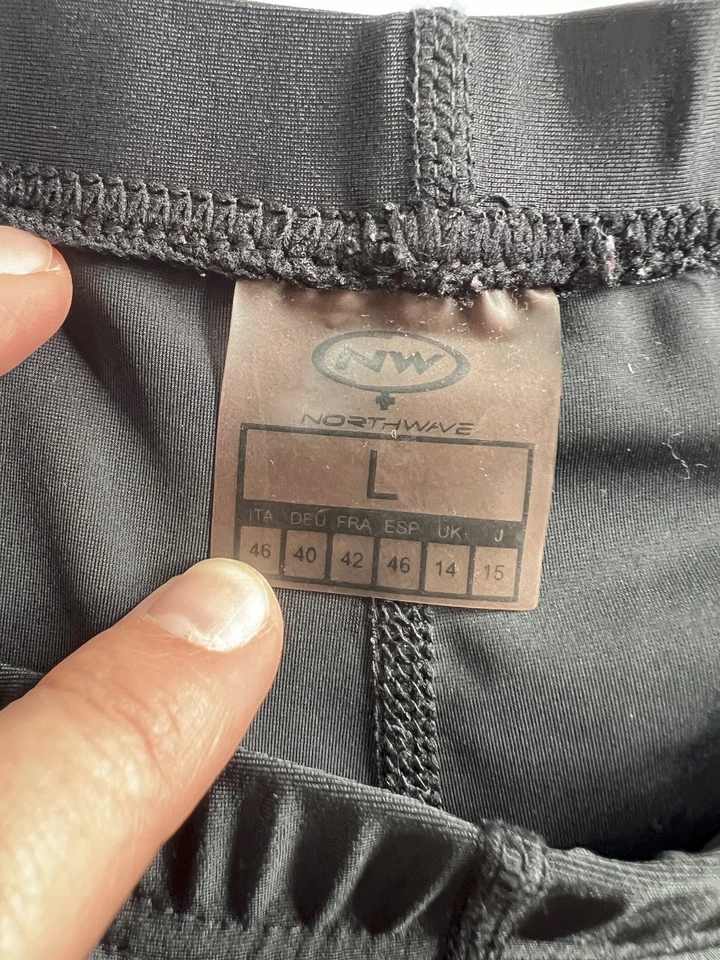 NW
NORTHWAVE
L
ITA DEU FRA ESP UK J
46 40 42 46 14 15